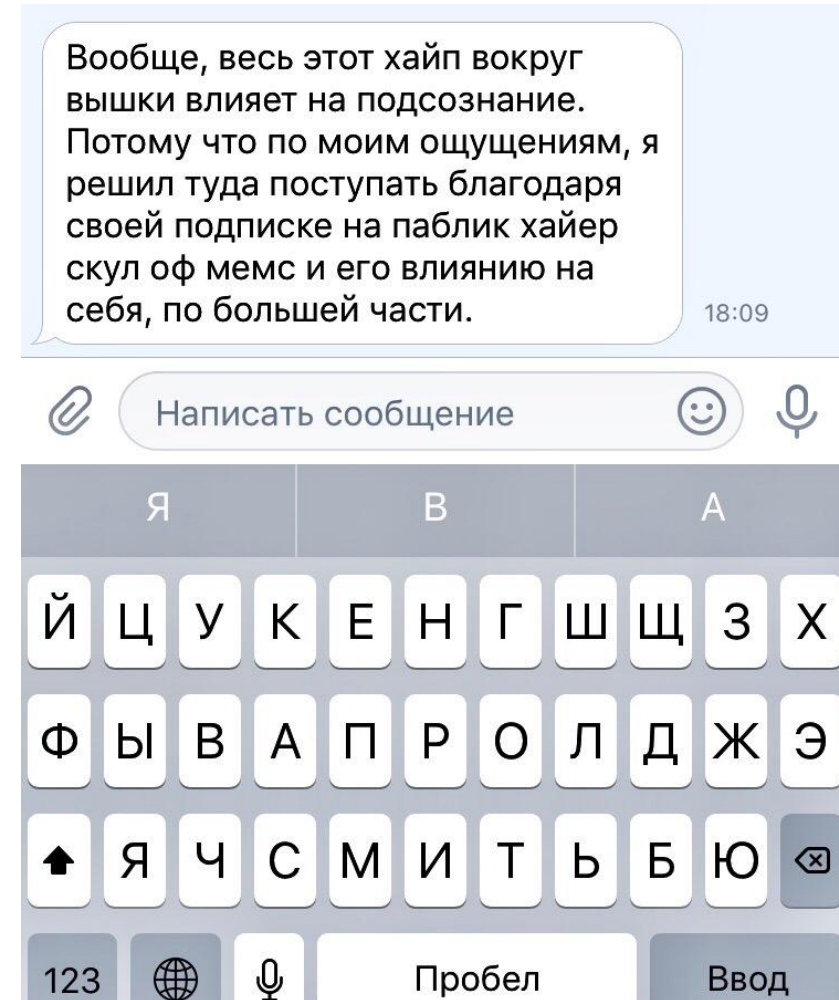 Вообще, весь этот хайп вокруг
вышки влияет на подсознание.
Потому что по моим ощущениям, я
решил туда поступать благодаря
своей подписке на паблик хайер
скул оф мемс и его влиянию на
себя, по большей части.
18:09
Написать сообщение
Я В А
Й Ц У К Е Н Г Ш Щ З Х
Ф Ы В А П Р О Л Д Ж Э
Я Ч С М И Т Ь Б Ю
123 Пробел Ввод